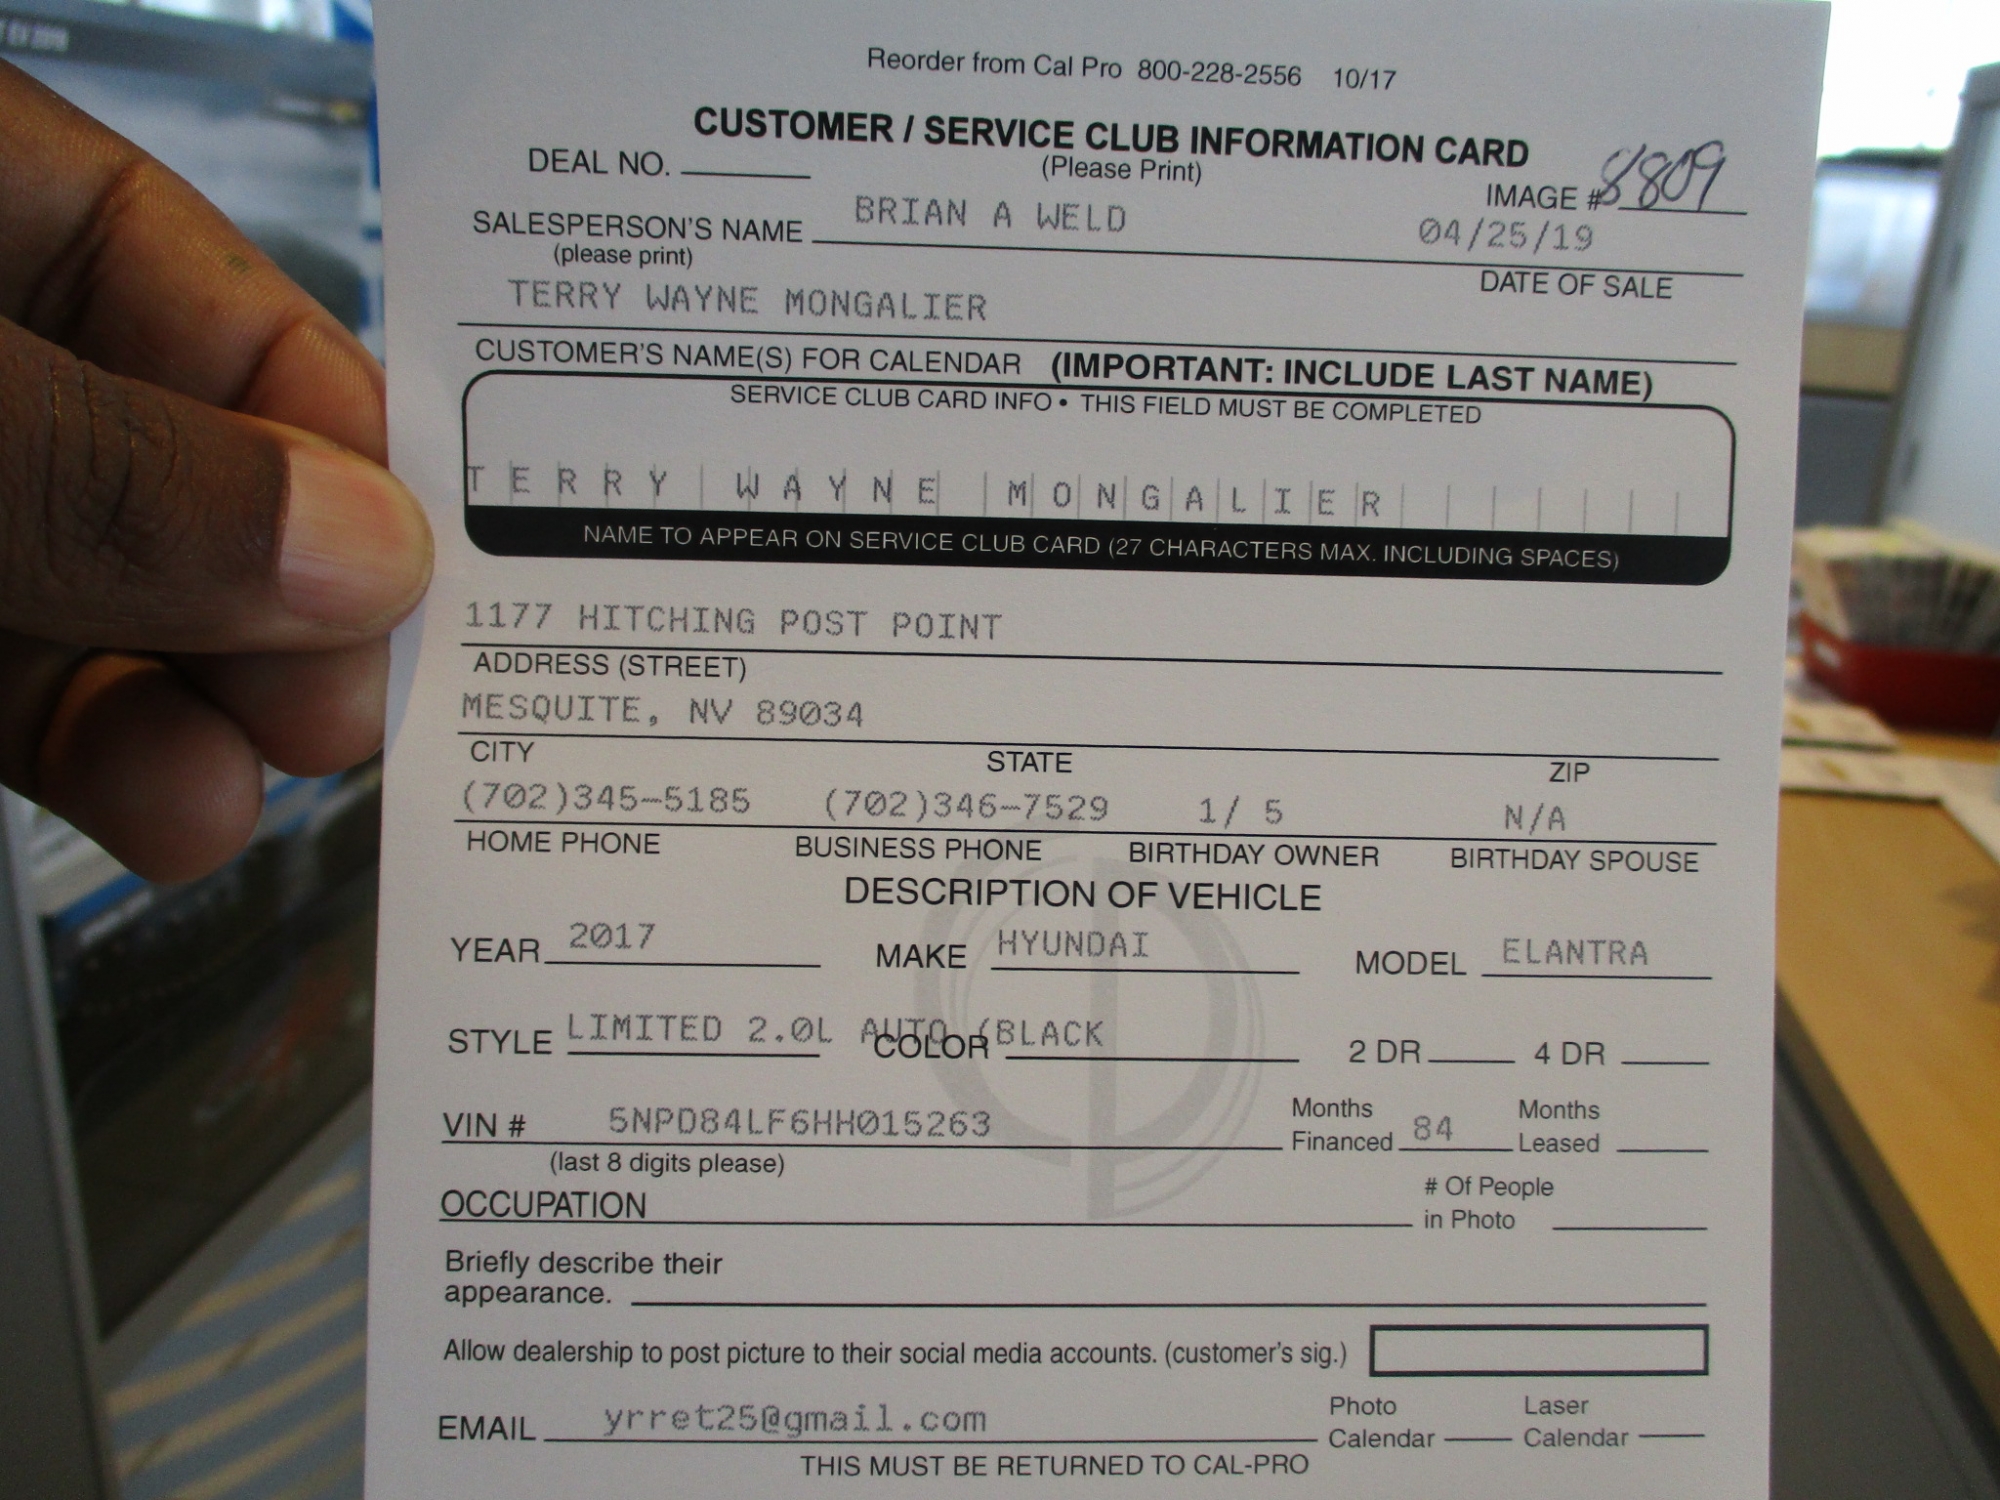 Reorder from Cal Pro 800-228-2556 10/17
CUSTOMER / SERVICE CLUB INFORMATION CARD
DEAL NO. (Please Print) IMAGE # 8809
SALESPERSON'S NAME BRIAN A WELD 04/25/19
(please print) DATE OF SALE
TERRY WAYNE MONGALIER
CUSTOMER'S NAME(S) FOR CALENDAR (IMPORTANT: INCLUDE LAST NAME)
SERVICE CLUB CARD INFO • THIS FIELD MUST BE COMPLETED
TERRY WAYNE MONGALIER
NAME TO APPEAR ON SERVICE CLUB CARD (27 CHARACTERS MAX. INCLUDING SPACES)
1177 HITCHING POST POINT
ADDRESS (STREET)
MESQUITE, NV 89034
CITY STATE ZIP
(702)345-5185 (702)346-7529 1/ 5 N/A
HOME PHONE BUSINESS PHONE BIRTHDAY OWNER BIRTHDAY SPOUSE
DESCRIPTION OF VEHICLE
YEAR 2017 MAKE HYUNDAI MODEL ELANTRA
STYLE LIMITED 2.0L AUTO ( COLOR BLACK 2 DR 4 DR
VIN # 5NPD84LF6HH015263 Months Financed 84 Months Leased
(last 8 digits please)
OCCUPATION # Of People in Photo
Briefly describe their
appearance.
Allow dealership to post picture to their social media accounts. (customer's sig.)
EMAIL yrret25@gmail.com Photo Calendar Laser Calendar
THIS MUST BE RETURNED TO CAL-PRO